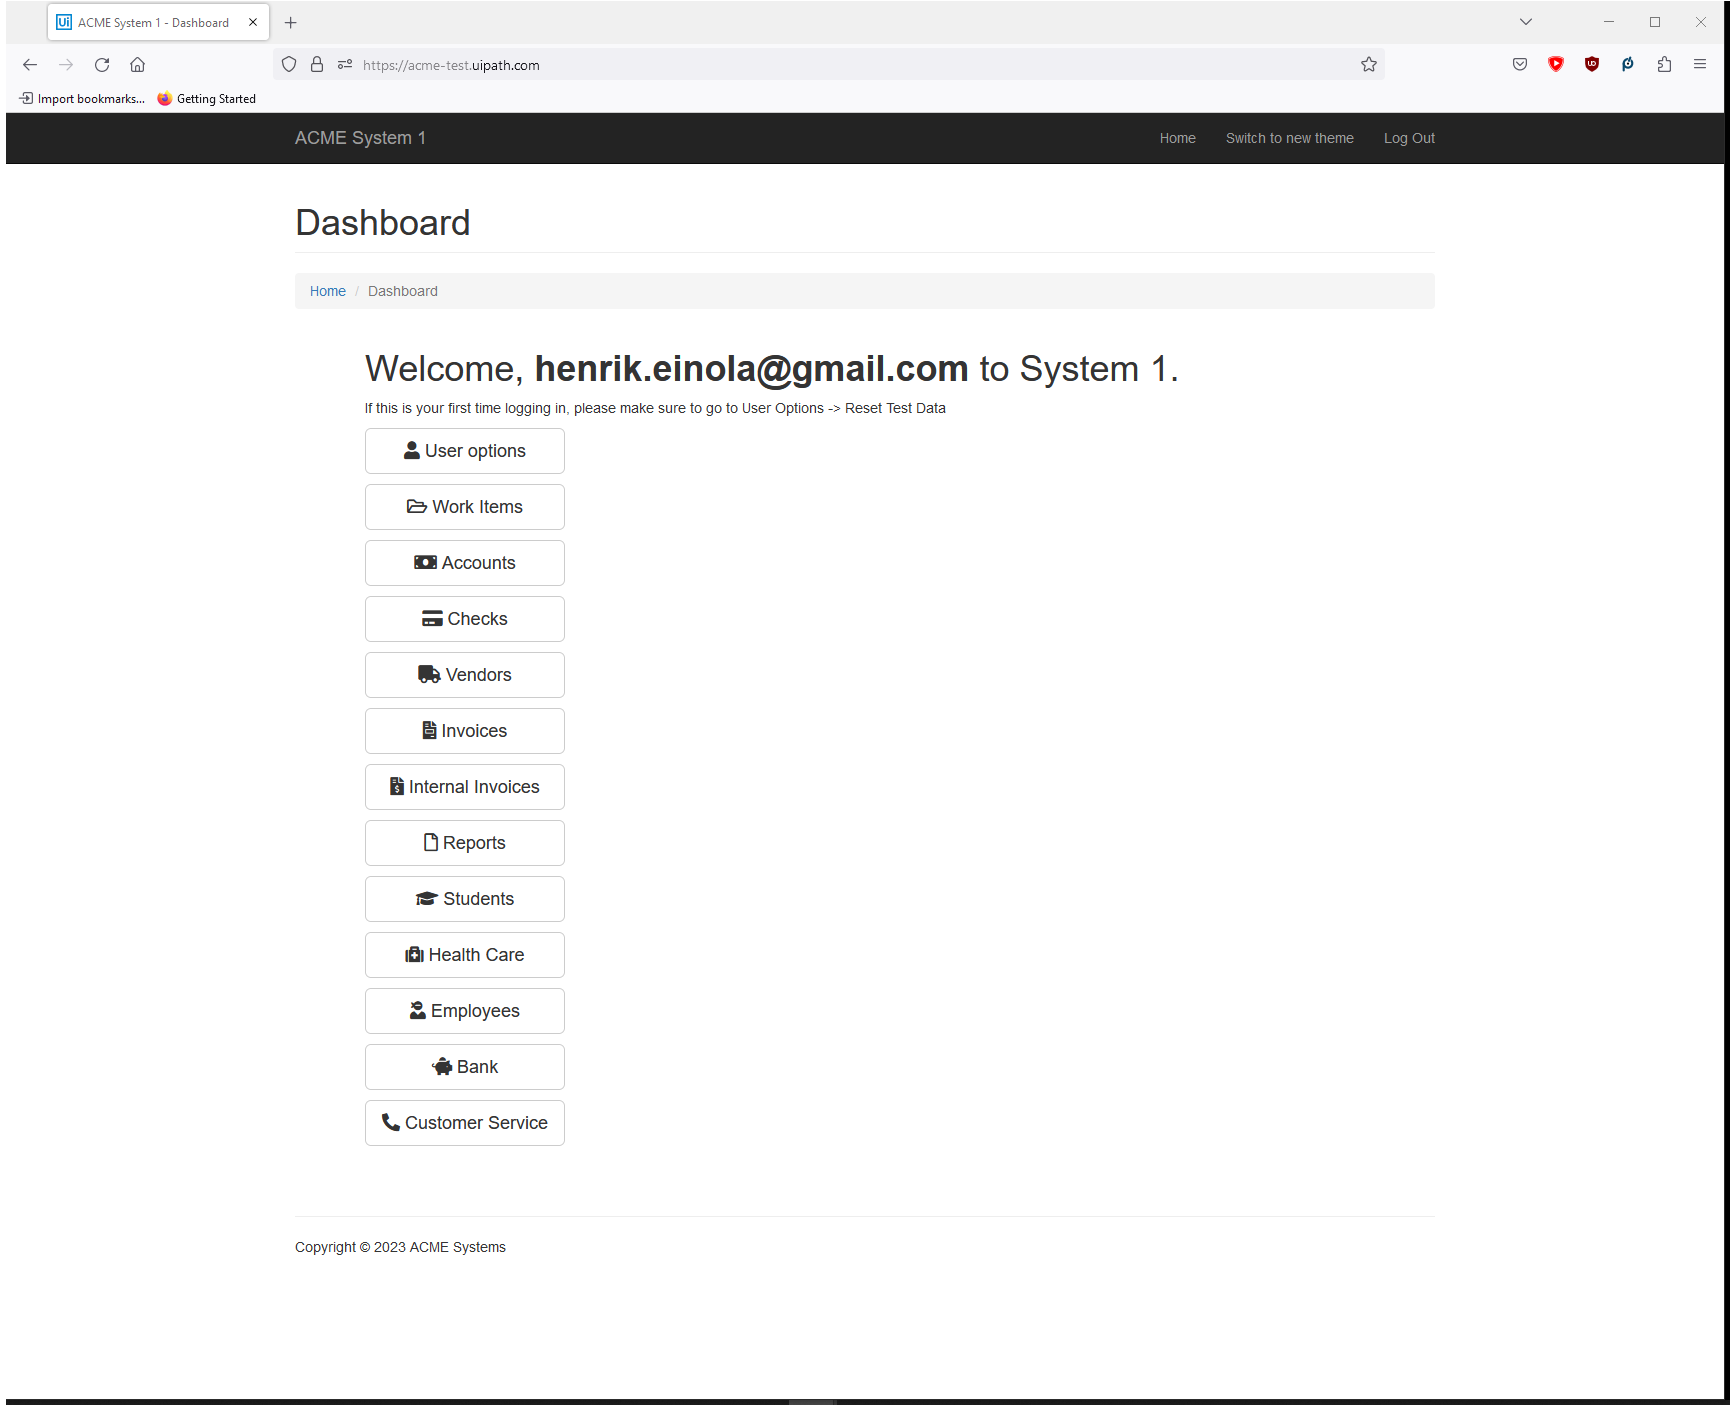 ACME System 1 - Dashboard
https://acme-test.uipath.com
Import bookmarks... Getting Started
ACME System 1 Home Switch to new theme Log Out
Dashboard
Home / Dashboard
Welcome, henrik.einola@gmail.com to System 1.
If this is your first time logging in, please make sure to go to User Options -> Reset Test Data
User options
Work Items
Accounts
Checks
Vendors
Invoices
Internal Invoices
Reports
Students
Health Care
Employees
Bank
Customer Service
Copyright © 2023 ACME Systems